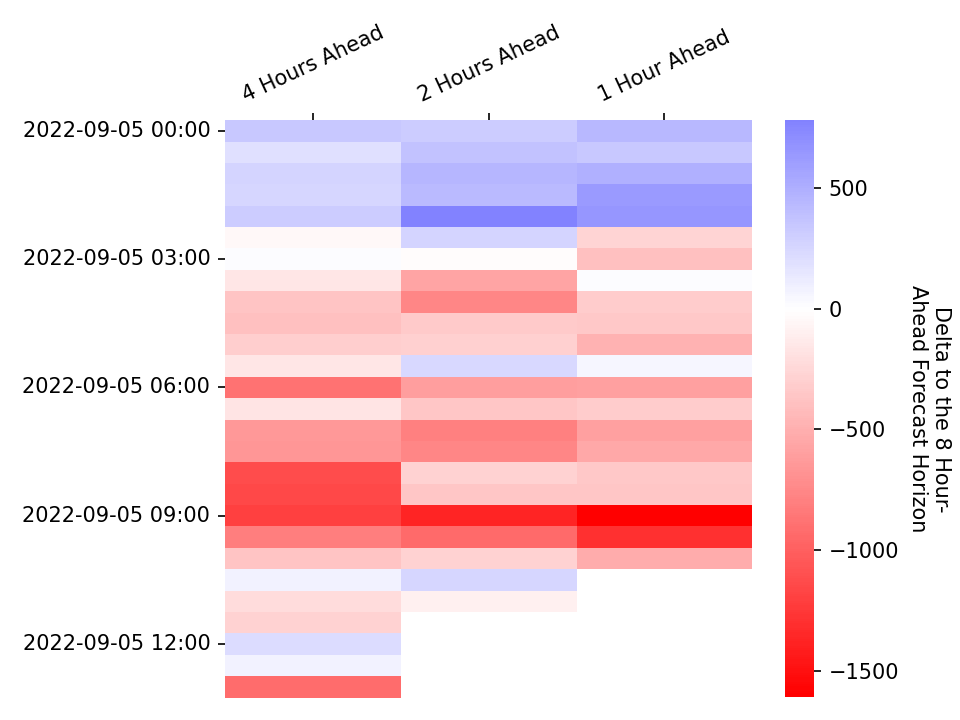 4 Hours Ahead
2 Hours Ahead
1 Hour Ahead
2022-09-05 00:00
2022-09-05 03:00
2022-09-05 06:00
2022-09-05 09:00
2022-09-05 12:00
500
0
−500
−1000
−1500
Delta to the 8 Hour-
Ahead Forecast Horizon